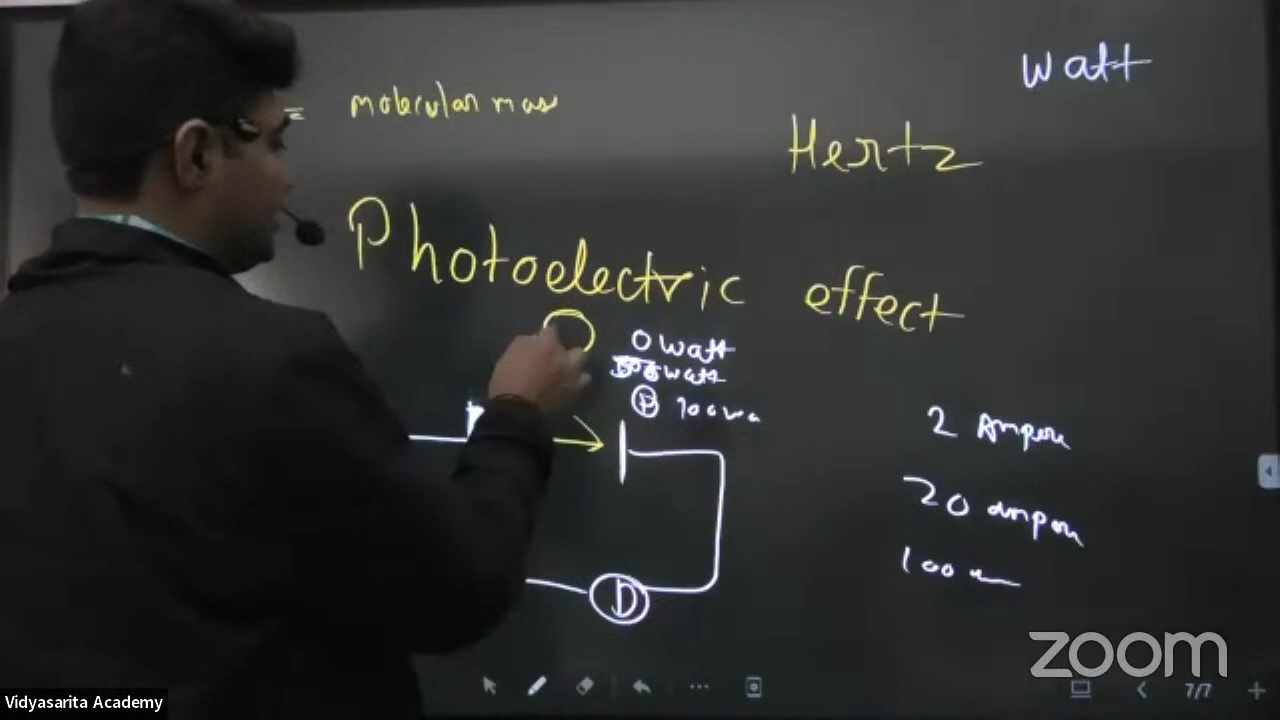 watt
= molecular mass
Hertz
Photoelectric effect
0 watt
watt
B 100 wa
2 Ampere
20 ampere
100
D
zoom
7/7
Vidyasarita Academy